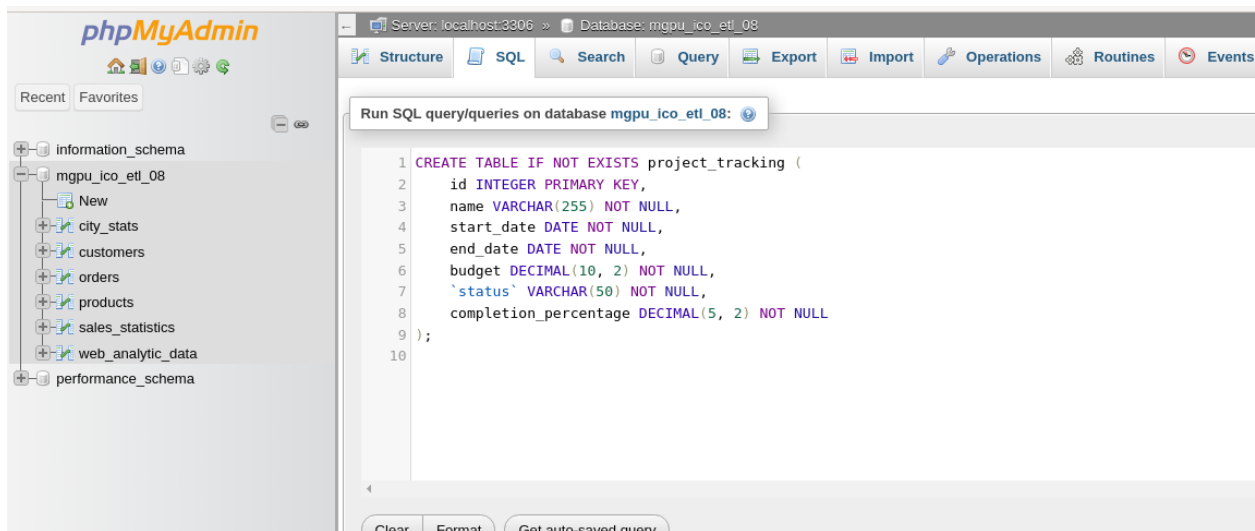 phpMyAdmin
Recent Favorites
information_schema
mgpu_ico_etl_08
New
city_stats
customers
orders
products
sales_statistics
web_analytic_data
performance_schema
Server: localhost:3306 » Database: mgpu_ico_etl_08
Structure SQL Search Query Export Import Operations Routines Events
Run SQL query/queries on database mgpu_ico_etl_08:
1 CREATE TABLE IF NOT EXISTS project_tracking (
2 id INTEGER PRIMARY KEY,
3 name VARCHAR(255) NOT NULL,
4 start_date DATE NOT NULL,
5 end_date DATE NOT NULL,
6 budget DECIMAL(10, 2) NOT NULL,
7 `status` VARCHAR(50) NOT NULL,
8 completion_percentage DECIMAL(5, 2) NOT NULL
9 );
10
Clear Format Get auto-saved query